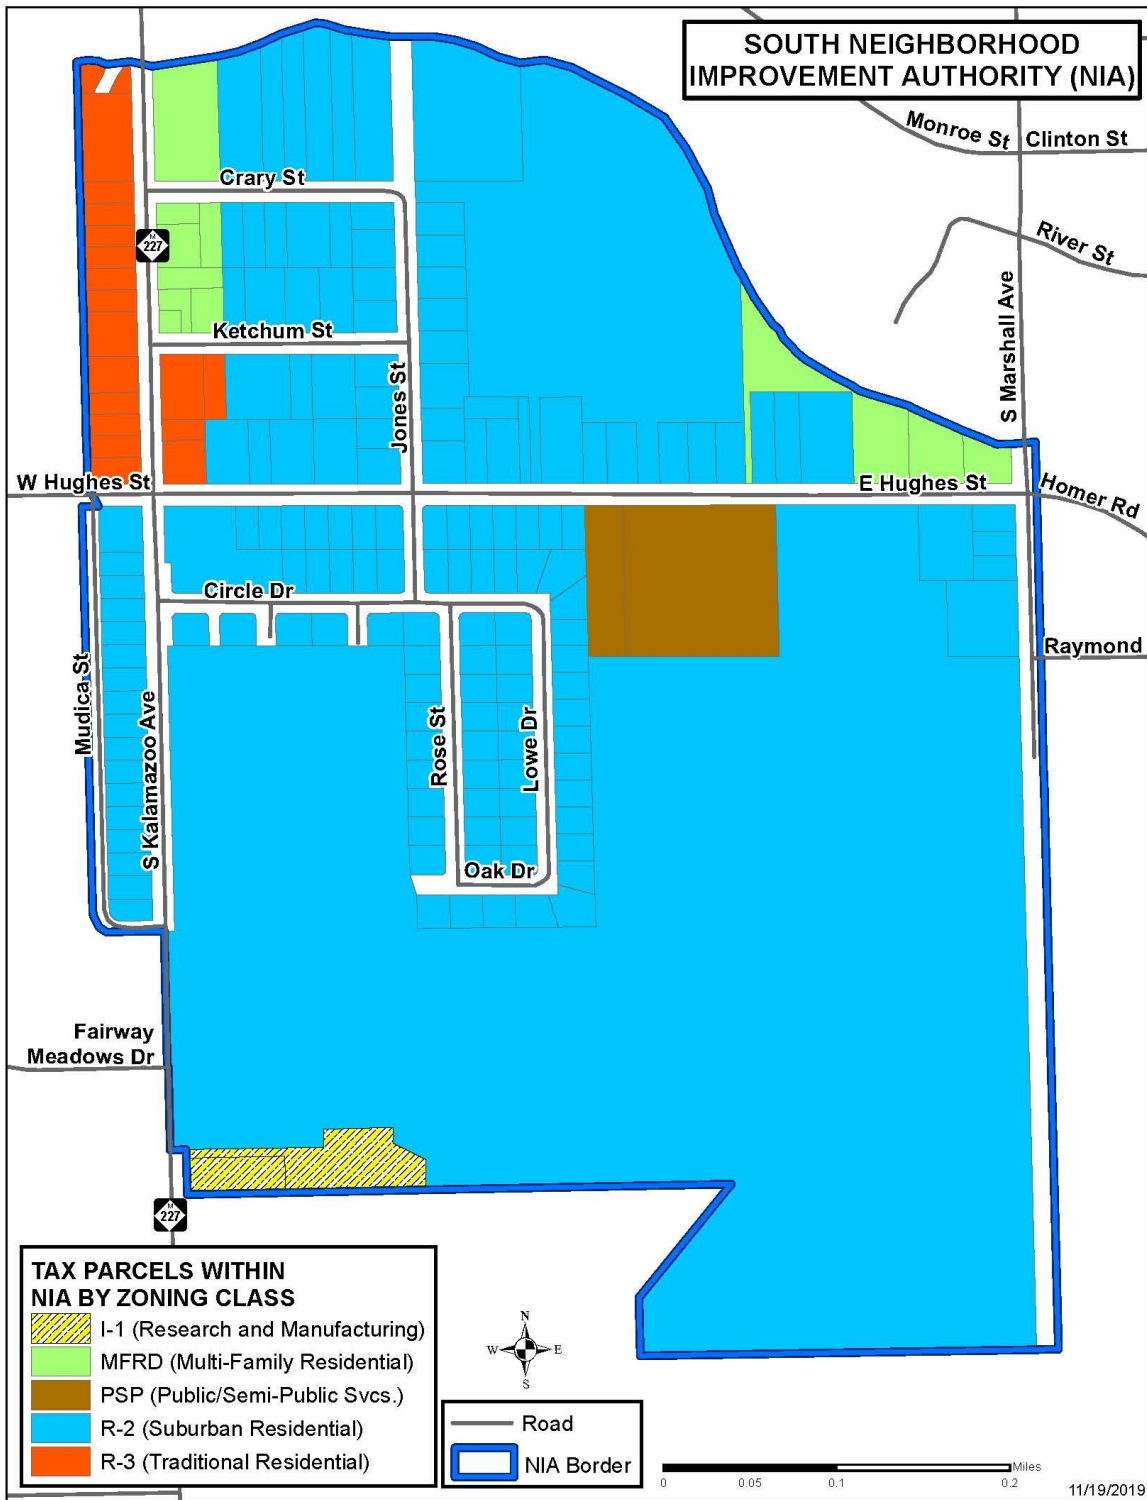 SOUTH NEIGHBORHOOD
IMPROVEMENT AUTHORITY (NIA)
Monroe St
Clinton St
Crary St
River St
M
227
S Marshall Ave
Ketchum St
Jones St
W Hughes St
E Hughes St
Homer Rd
Circle Dr
Raymond
Mudica St
S Kalamazoo Ave
Rose St
Lowe Dr
Oak Dr
Fairway
Meadows Dr
M
227
TAX PARCELS WITHIN
NIA BY ZONING CLASS
I-1 (Research and Manufacturing)
MFRD (Multi-Family Residential)
PSP (Public/Semi-Public Svcs.)
R-2 (Suburban Residential)
R-3 (Traditional Residential)
N
W
E
S
Road
NIA Border
Miles
0 0.05 0.1 0.2
11/19/2019